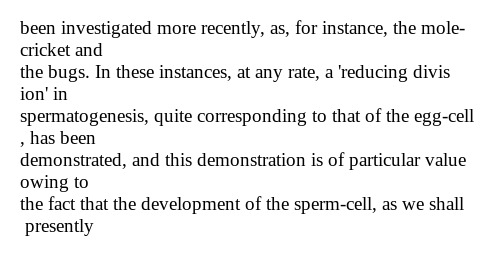 been investigated more recently, as, for instance, the mole-
cricket and
the bugs. In these instances, at any rate, a 'reducing divis
ion' in
spermatogenesis, quite corresponding to that of the egg-cell
, has been
demonstrated, and this demonstration is of particular value
owing to
the fact that the development of the sperm-cell, as we shall
presently